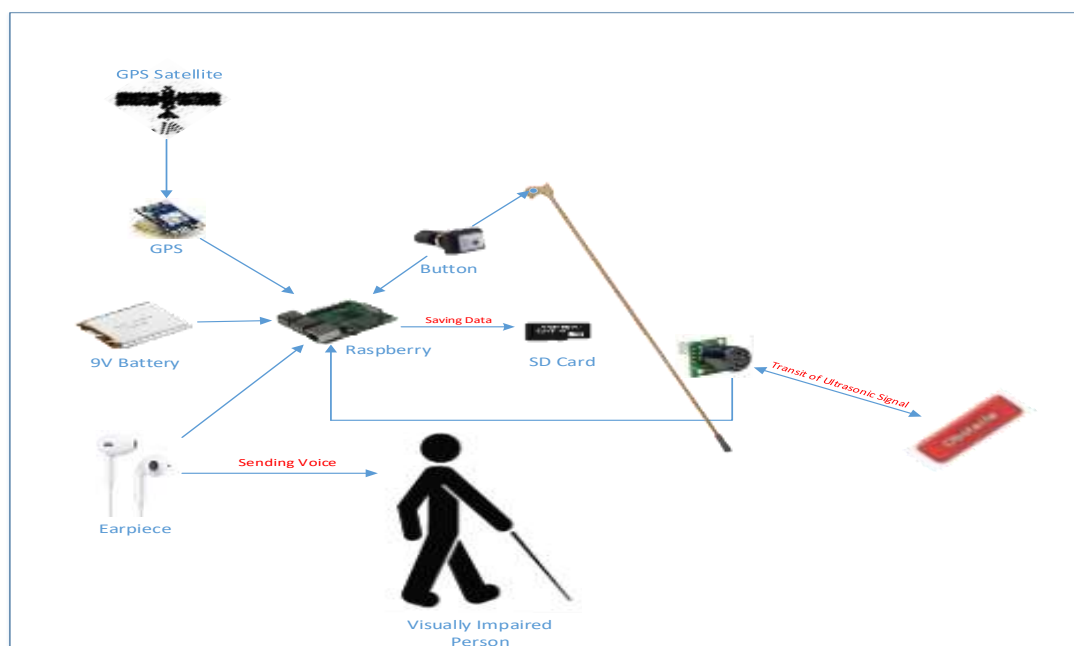 GPS Satellite
GPS
Button
9V Battery
Raspberry
Saving Data
SD Card
Transit of Ultrasonic Signal
Obstacle
Earpiece
Sending Voice
Visually Impaired
Person